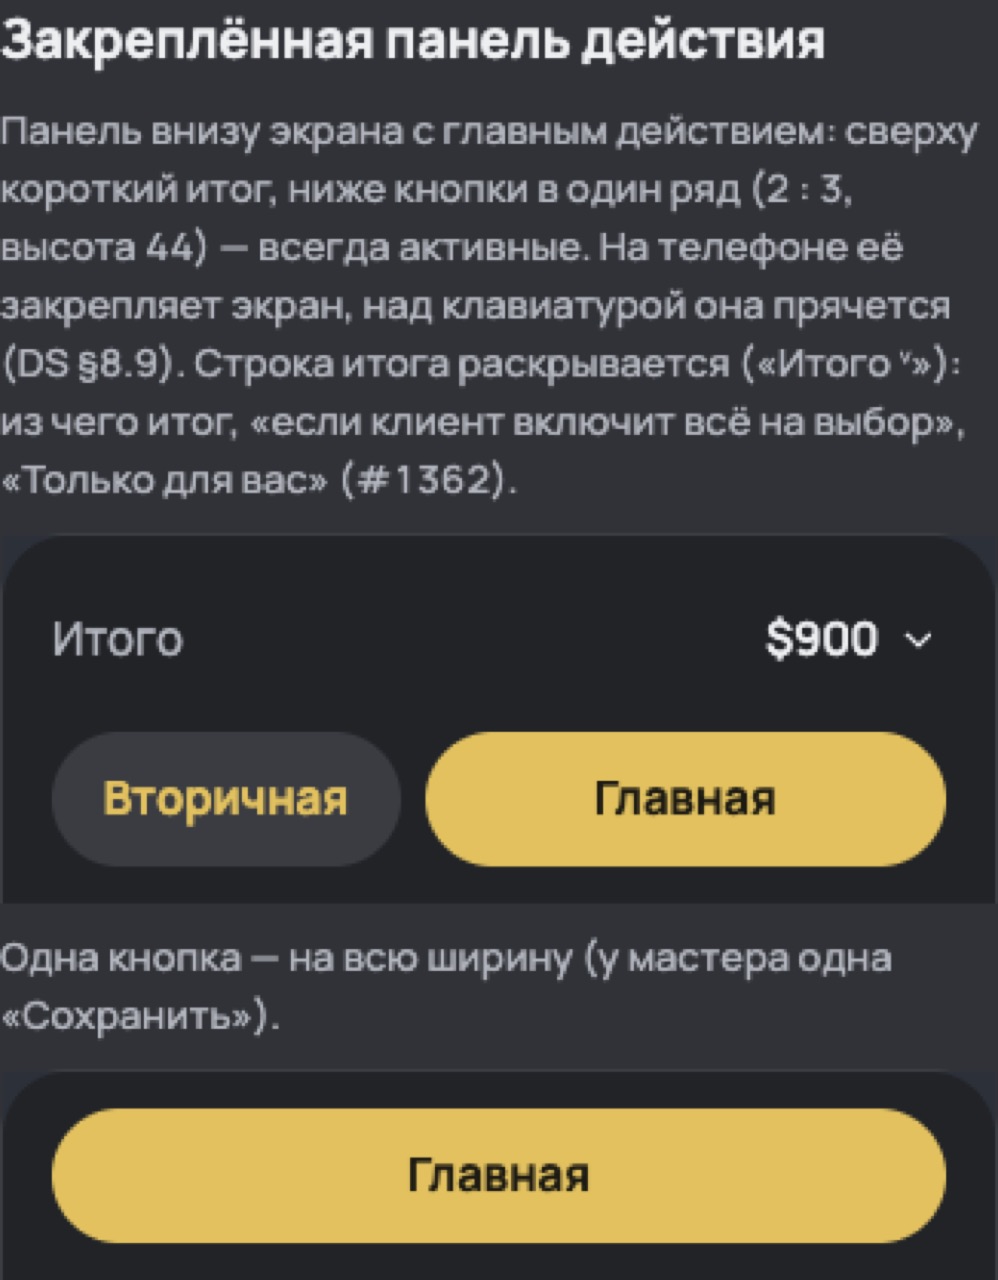 Закреплённая панель действия
Панель внизу экрана с главным действием: сверху
короткий итог, ниже кнопки в один ряд (2 : 3,
высота 44) — всегда активные. На телефоне её
закрепляет экран, над клавиатурой она прячется
(DS §8.9). Строка итога раскрывается («Итого ˅»):
из чего итог, «если клиент включит всё на выбор»,
«Только для вас» (#1362).
Итого $900
Вторичная Главная
Одна кнопка — на всю ширину (у мастера одна
«Сохранить»).
Главная